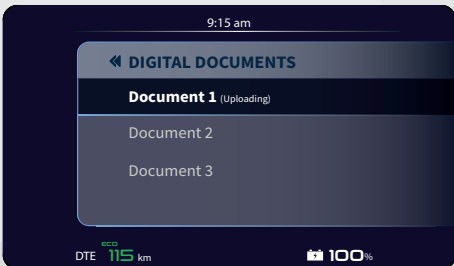 9:15 am
DIGITAL DOCUMENTS
Document 1 (Uploading)
Document 2
Document 3
DTE ECO 115 km 100%